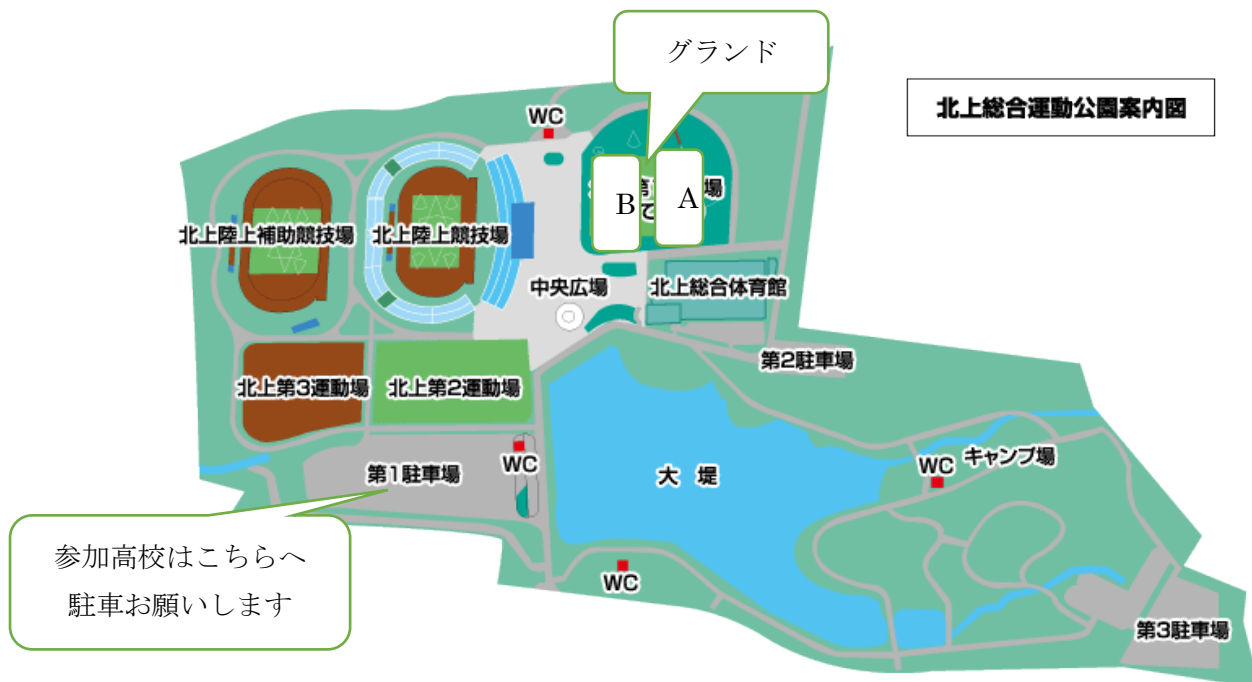 グランド
北上総合運動公園案内図
WC
B
A
場
て
北上陸上補助競技場
北上陸上競技場
中央広場
北上総合体育館
第2駐車場
北上第3運動場
北上第2運動場
第1駐車場
WC
大 堤
WC
キャンプ場
参加高校はこちらへ
駐車お願いします
WC
第3駐車場